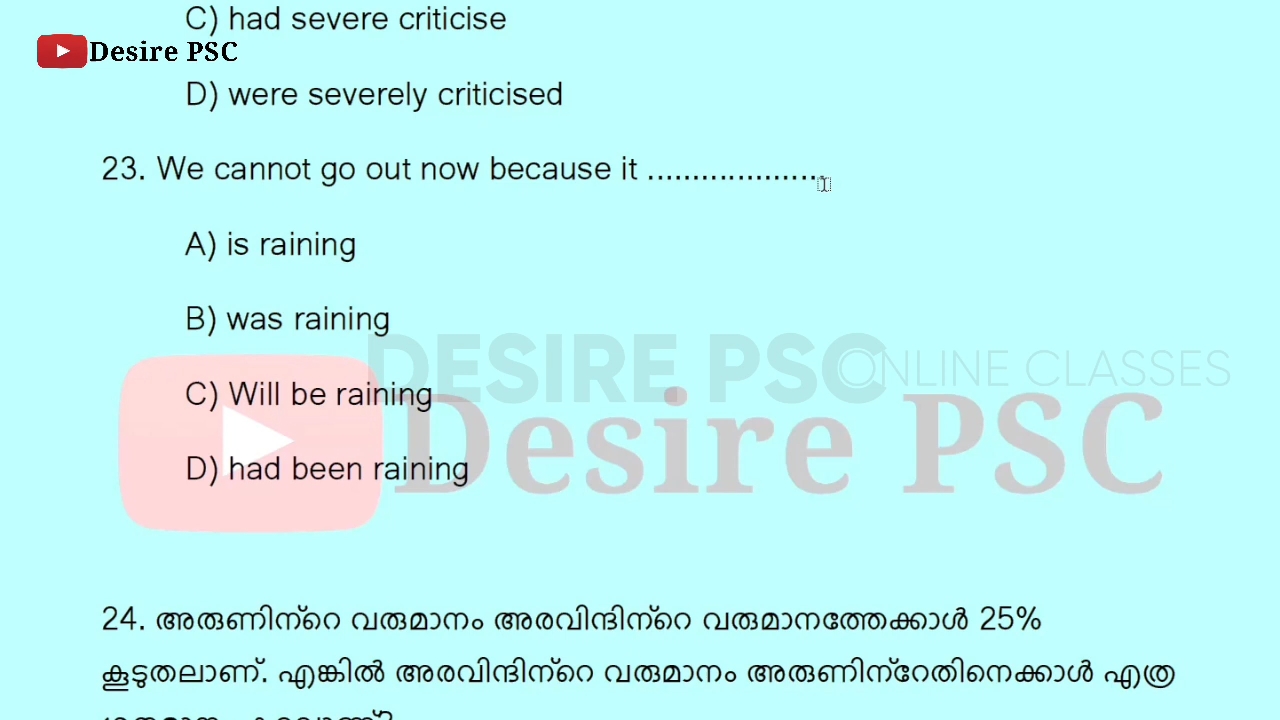 C) had severe criticise
Desire PSC
D) were severely criticised
23. We cannot go out now because it ....................
A) is raining
B) was raining
DESIRE PSC ONLINE CLASSES
C) Will be raining
Desire PSC
D) had been raining
24. അരുണിന്റെ വരുമാനം അരവിന്ദിന്റെ വരുമാനത്തേക്കാൾ 25%
കൂടുതലാണ്. എങ്കിൽ അരവിന്ദിന്റെ വരുമാനം അരുണിന്റേതിനെക്കാൾ എത്ര